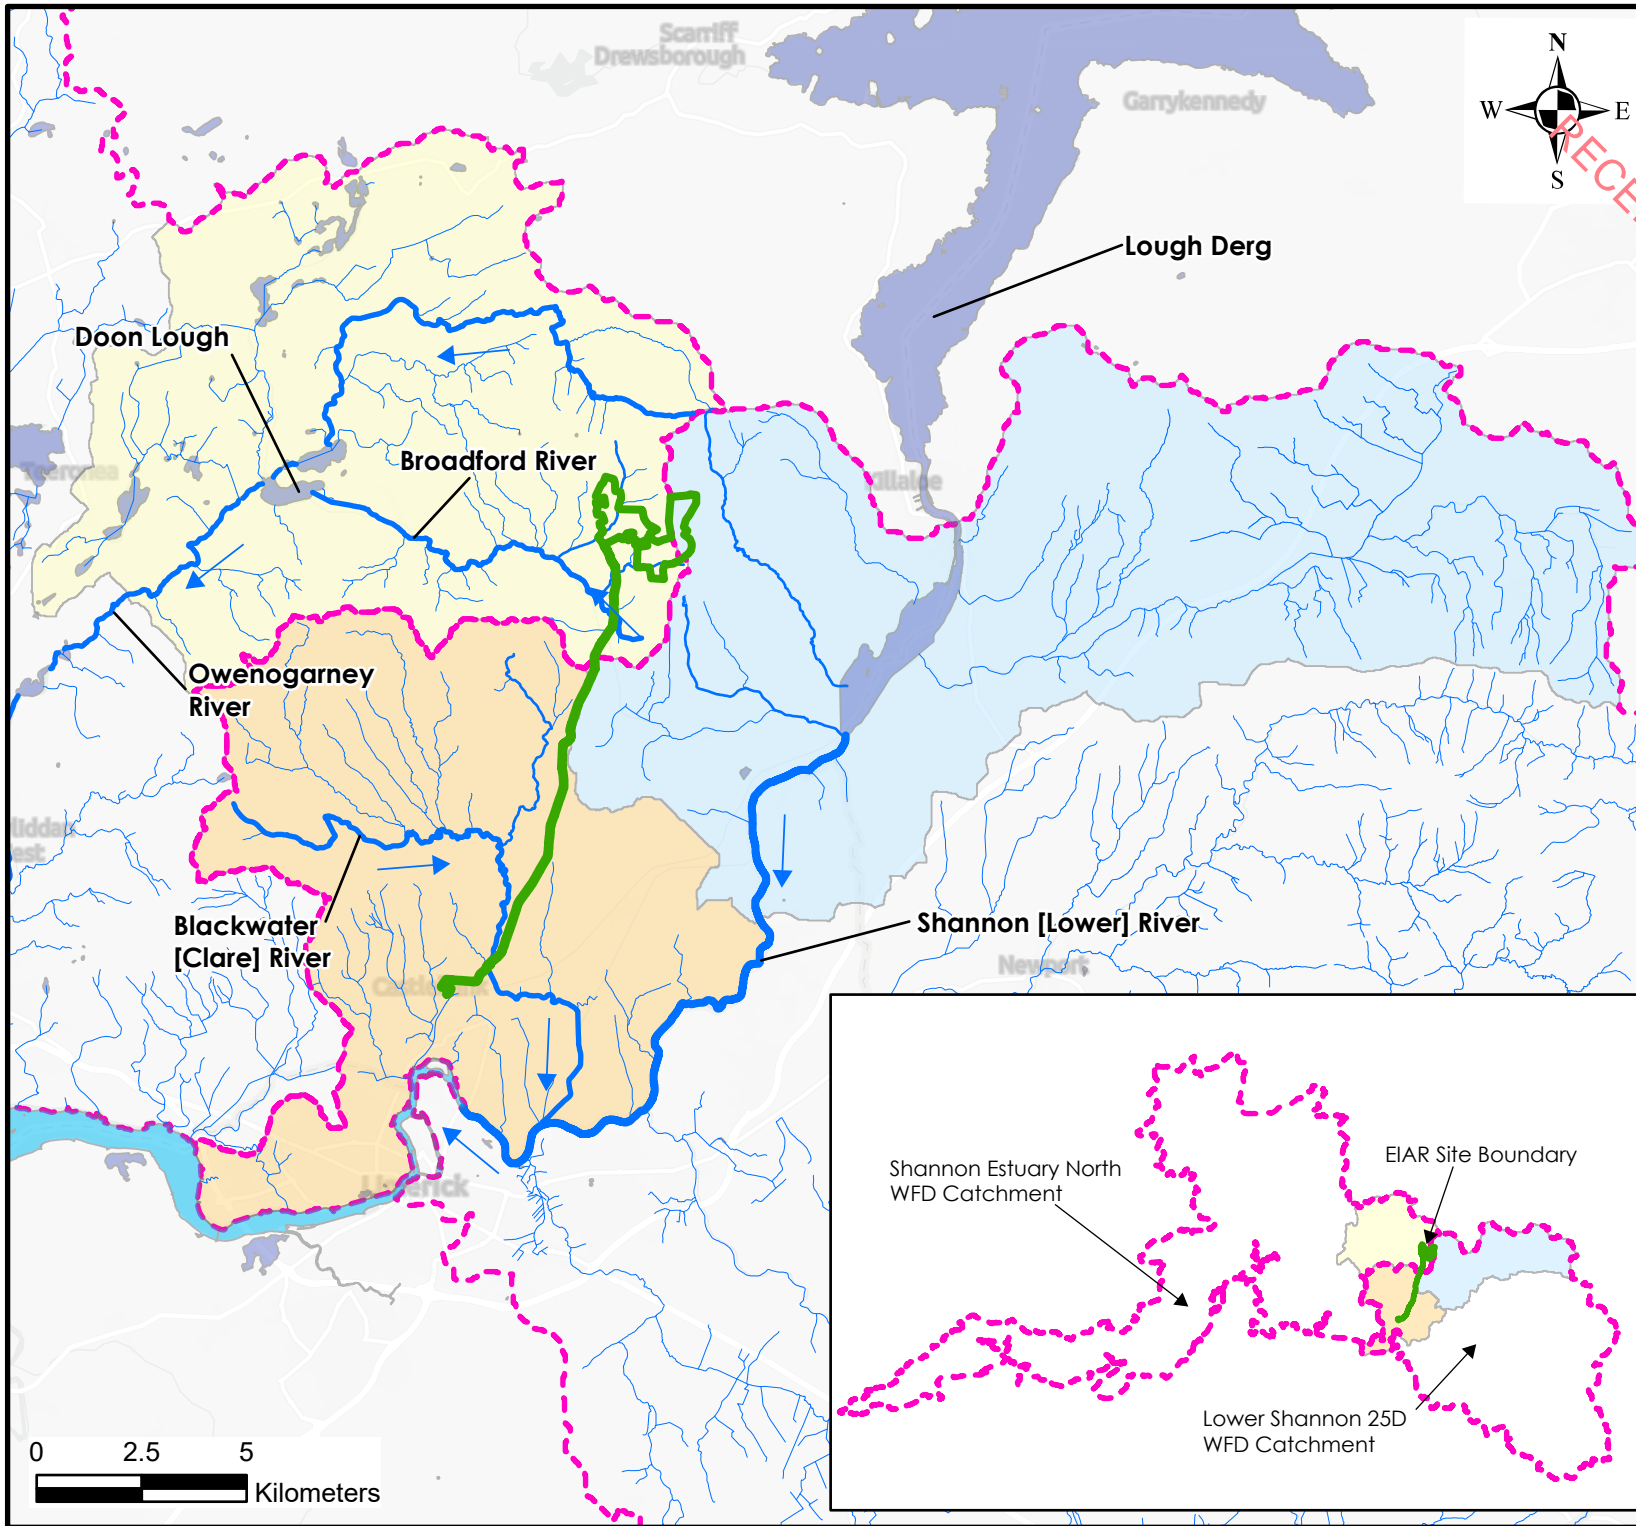 Scarriff
Drewsborough
Garrykennedy
N
W
E
S
RECE
Lough Derg
Doon Lough
Broadford River
Killaloe
Teeronea
Owenogarney
River
Blackwater
[Clare] River
Shannon [Lower] River
Newport
Limerick
Shannon Estuary North
WFD Catchment
EIAR Site Boundary
Lower Shannon 25D
WFD Catchment
0 2.5 5
Kilometers